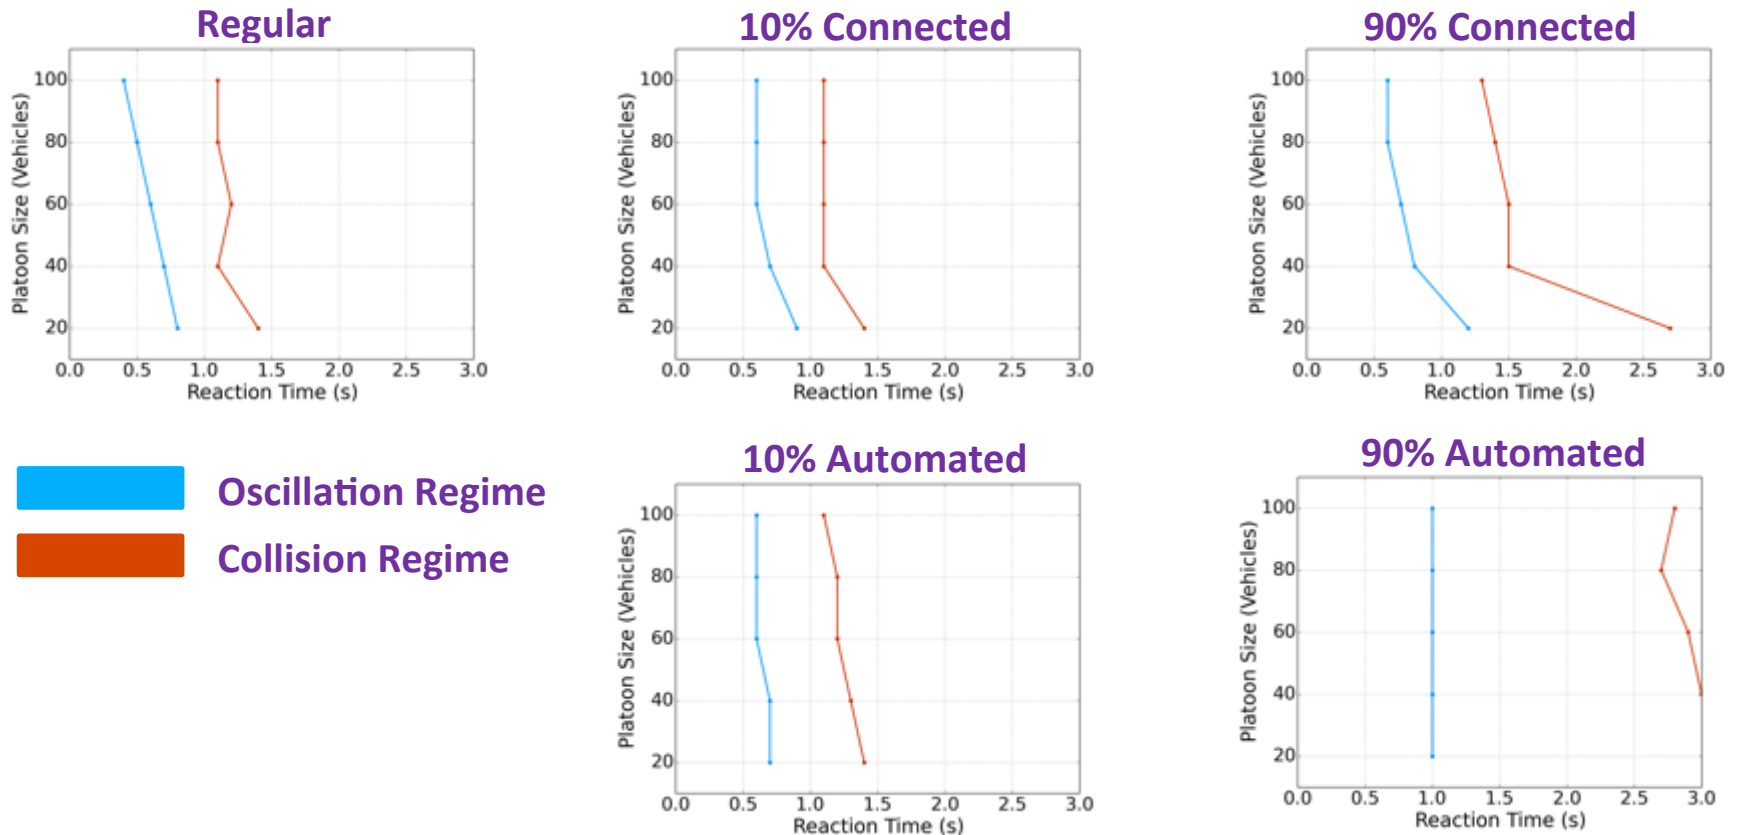 Regular
100
80
60
40
20
Platoon Size (Vehicles)
0.0 0.5 1.0 1.5 2.0 2.5 3.0
Reaction Time (s)
10% Connected
100
80
60
40
20
Platoon Size (Vehicles)
0.0 0.5 1.0 1.5 2.0 2.5 3.0
Reaction Time (s)
90% Connected
100
80
60
40
20
Platoon Size (Vehicles)
0.0 0.5 1.0 1.5 2.0 2.5 3.0
Reaction Time (s)
Oscillation Regime
Collision Regime
10% Automated
100
80
60
40
20
Platoon Size (Vehicles)
0.0 0.5 1.0 1.5 2.0 2.5 3.0
Reaction Time (s)
90% Automated
100
80
60
40
20
Platoon Size (Vehicles)
0.0 0.5 1.0 1.5 2.0 2.5 3.0
Reaction Time (s)